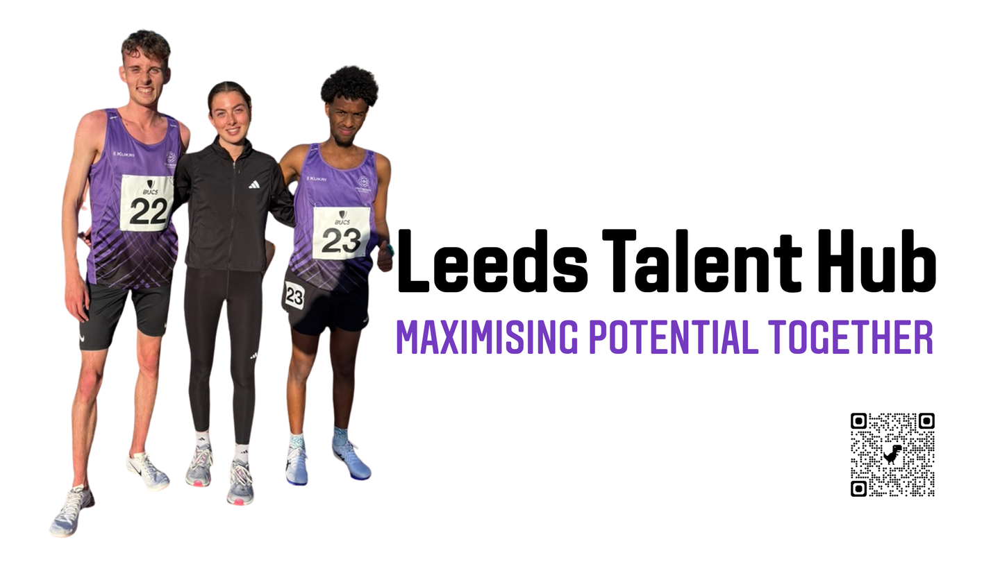 KUKRI
BUCS
22
KUKRI
BUCS
23
23
Leeds Talent Hub
MAXIMISING POTENTIAL TOGETHER